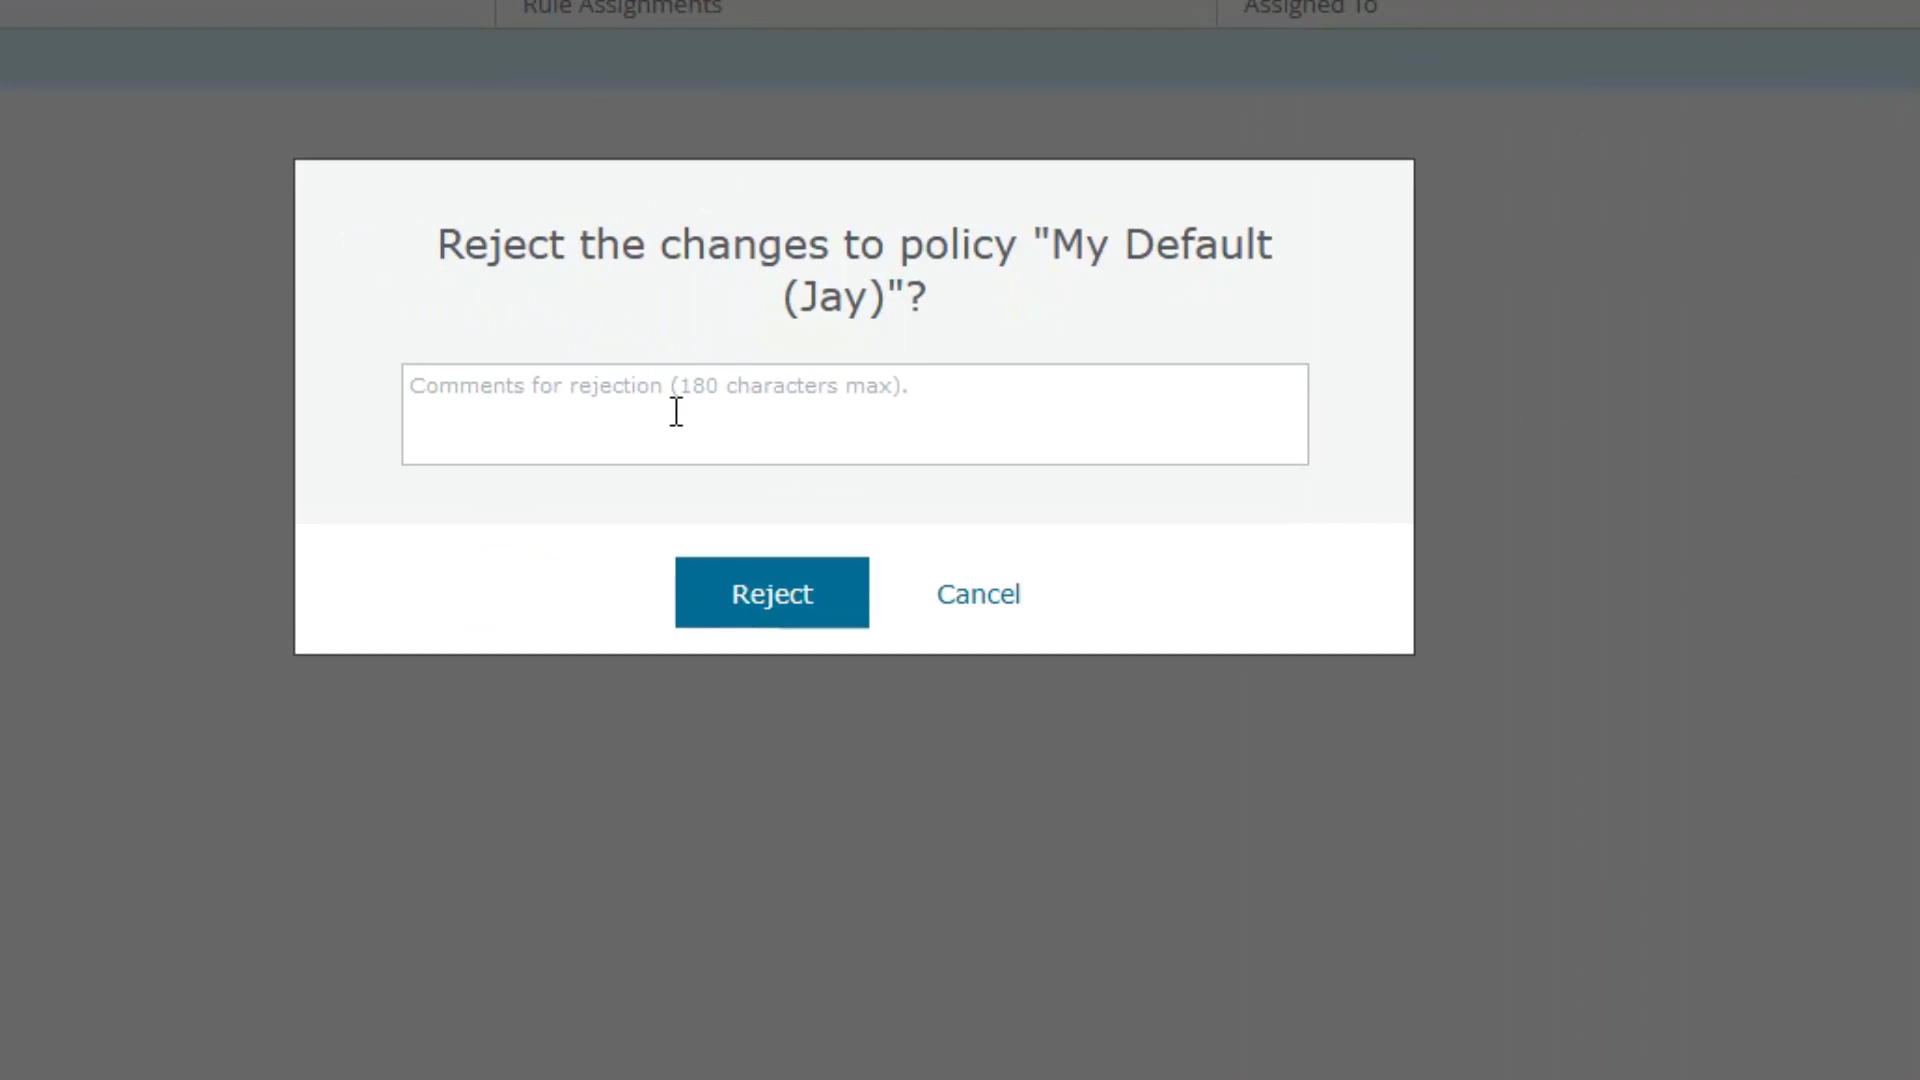 Rule Assignments
Assigned To
Reject the changes to policy "My Default
(Jay)"?
Comments for rejection (180 characters max).
Reject
Cancel